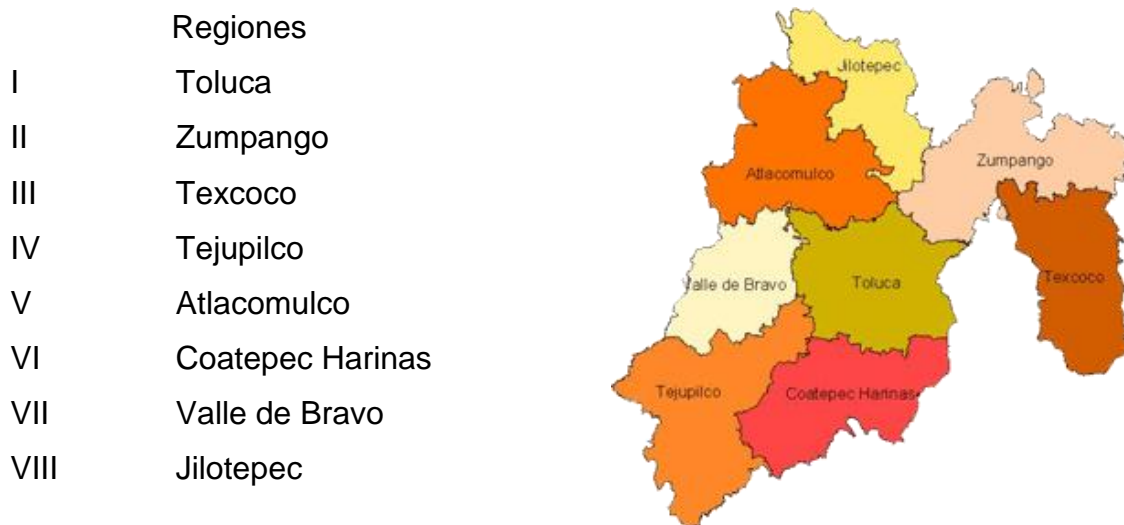 Regiones
I Toluca
II Zumpango
III Texcoco
IV Tejupilco
V Atlacomulco
VI Coatepec Harinas
VII Valle de Bravo
VIII Jilotepec
Jilotepec
Zumpango
Atlacomulco
Texcoco
Valle de Bravo
Toluca
Tejupilco
Coatepec Harinas